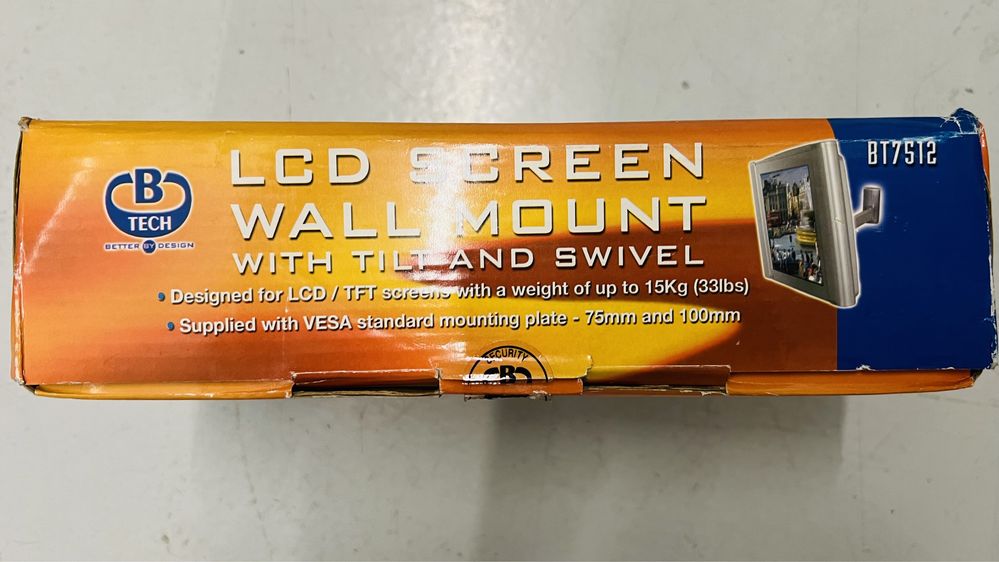 B
TECH
BETTER BY DESIGN
LCD SCREEN
WALL MOUNT
WITH TILT AND SWIVEL
• Designed for LCD / TFT screens with a weight of up to 15Kg (33lbs)
• Supplied with VESA standard mounting plate - 75mm and 100mm
BT7512
SECURITY
B